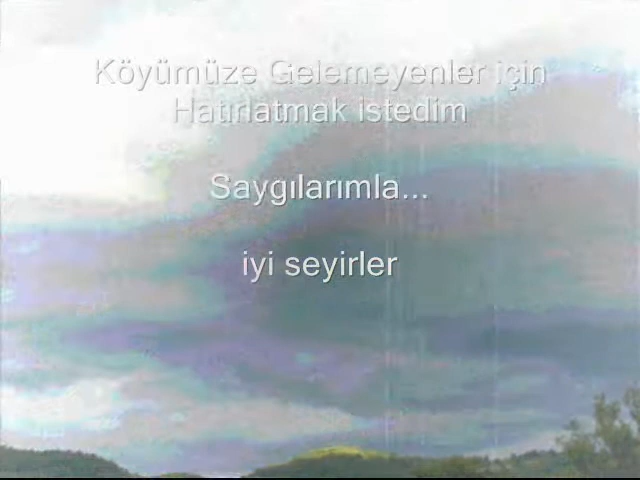 Köyümüze Gelemeyenler için
Hatırlatmak istedim
Saygılarımla...
iyi seyirler